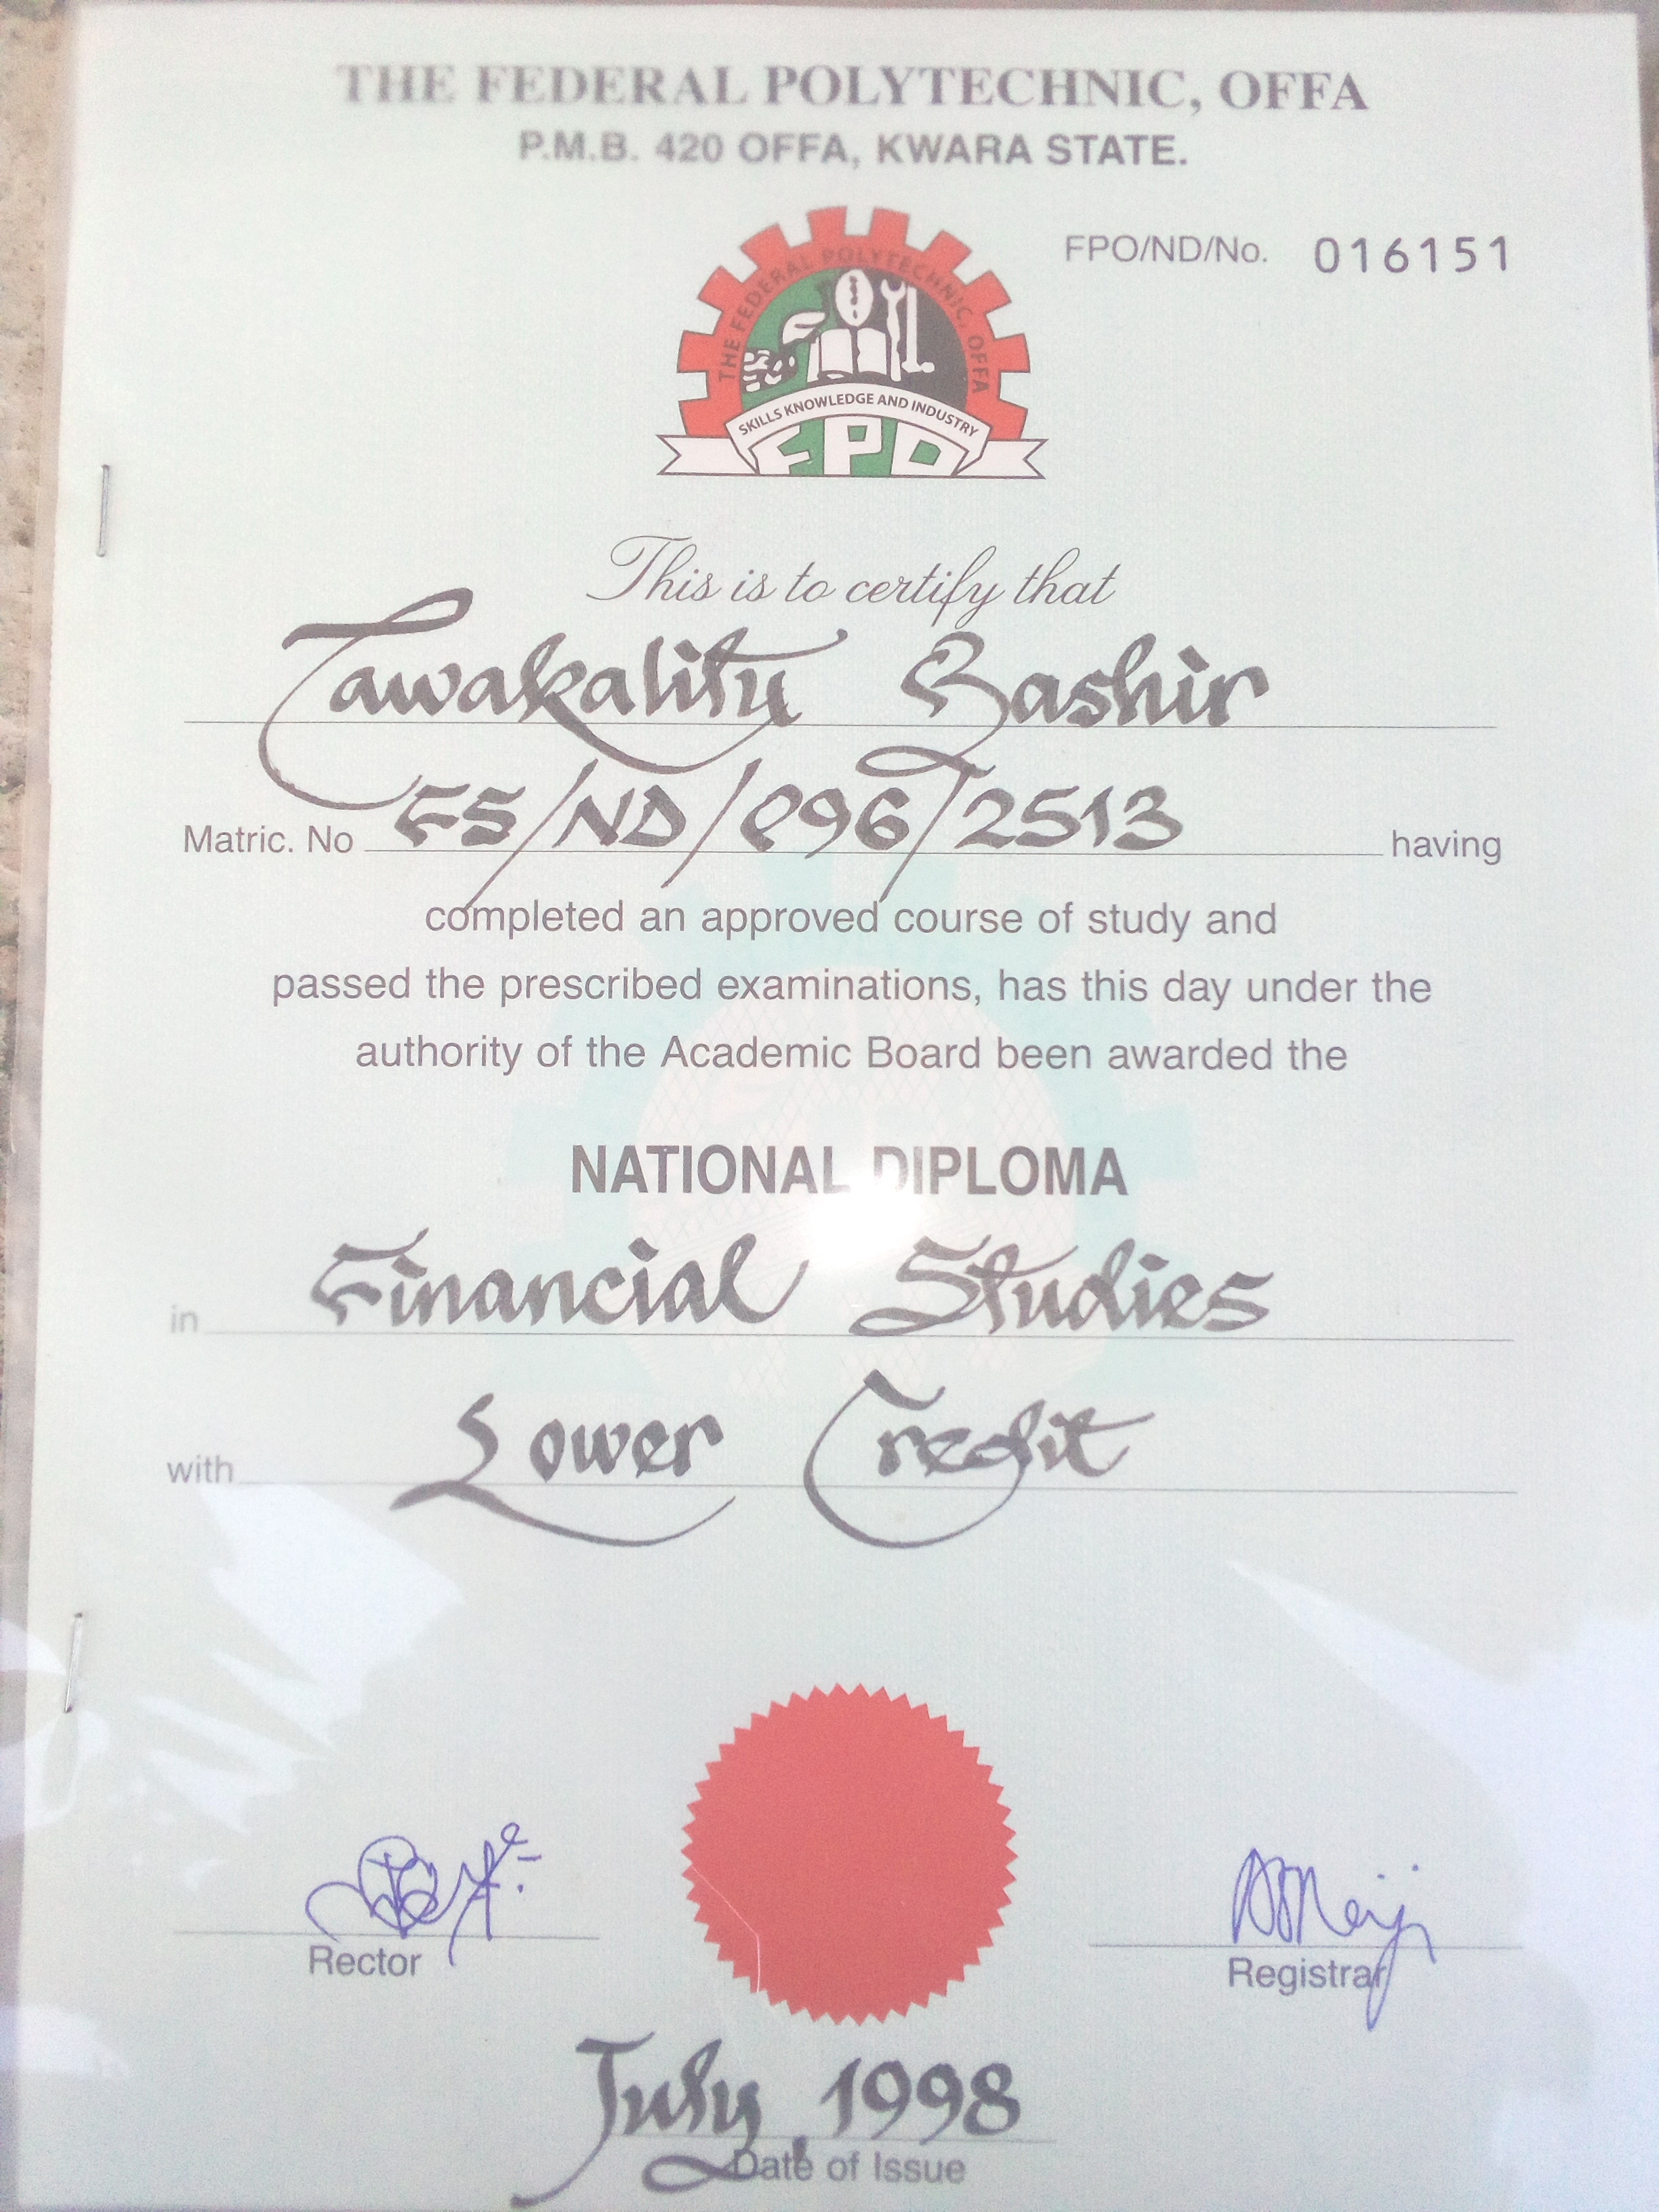 THE FEDERAL POLYTECHNIC, OFFA
P.M.B. 420 OFFA, KWARA STATE.
FPO/ND/No. 016151
THE FEDERAL POLYTECHNIC, OFFA
SKILLS KNOWLEDGE AND INDUSTRY
FPO
This is to certify that
Tawakalitu Bashir
Matric. No FS/ND/P96/2513 having
completed an approved course of study and
passed the prescribed examinations, has this day under the
authority of the Academic Board been awarded the
NATIONAL DIPLOMA
in Financial Studies
with Lower Credit
Rector
Registrar
July, 1998
Date of Issue